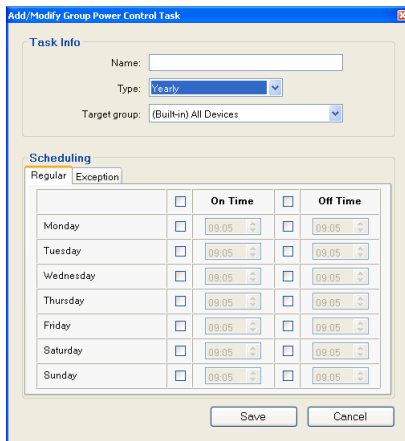 Add/Modify Group Power Control Task
Task Info
Name:
Type: Yearly
Target group: (Built-in) All Devices
Scheduling
Regular Exception
On Time Off Time
Monday 09:05 09:05
Tuesday 09:05 09:05
Wednesday 09:05 09:05
Thursday 09:05 09:05
Friday 09:05 09:05
Saturday 09:05 09:05
Sunday 09:05 09:05
Save Cancel